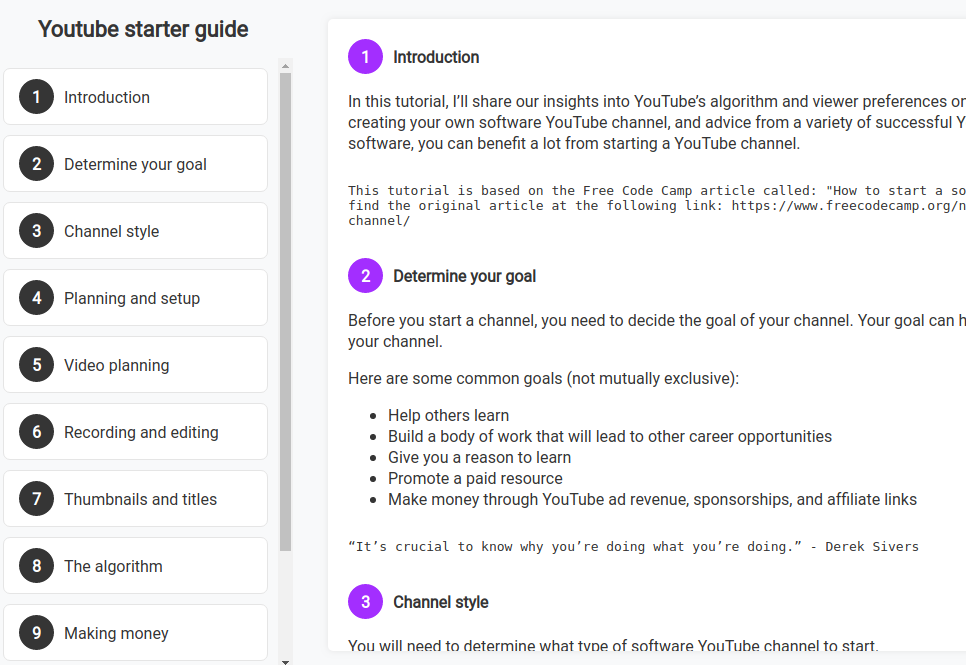 Youtube starter guide
1 Introduction
2 Determine your goal
3 Channel style
4 Planning and setup
5 Video planning
6 Recording and editing
7 Thumbnails and titles
8 The algorithm
9 Making money
1 Introduction
In this tutorial, I’ll share our insights into YouTube’s algorithm and viewer preferences
creating your own software YouTube channel, and advice from a variety of successful
software, you can benefit a lot from starting a YouTube channel.
This tutorial is based on the Free Code Camp article called: "How to start a
find the original article at the following link: https://www.freecodecamp.org/n
channel/
2 Determine your goal
Before you start a channel, you need to decide the goal of your channel. Your goal can
your channel.
Here are some common goals (not mutually exclusive):
• Help others learn
• Build a body of work that will lead to other career opportunities
• Give you a reason to learn
• Promote a paid resource
• Make money through YouTube ad revenue, sponsorships, and affiliate links
“It’s crucial to know why you’re doing what you’re doing.” - Derek Sivers
3 Channel style
You will need to determine what type of software YouTube channel to start.